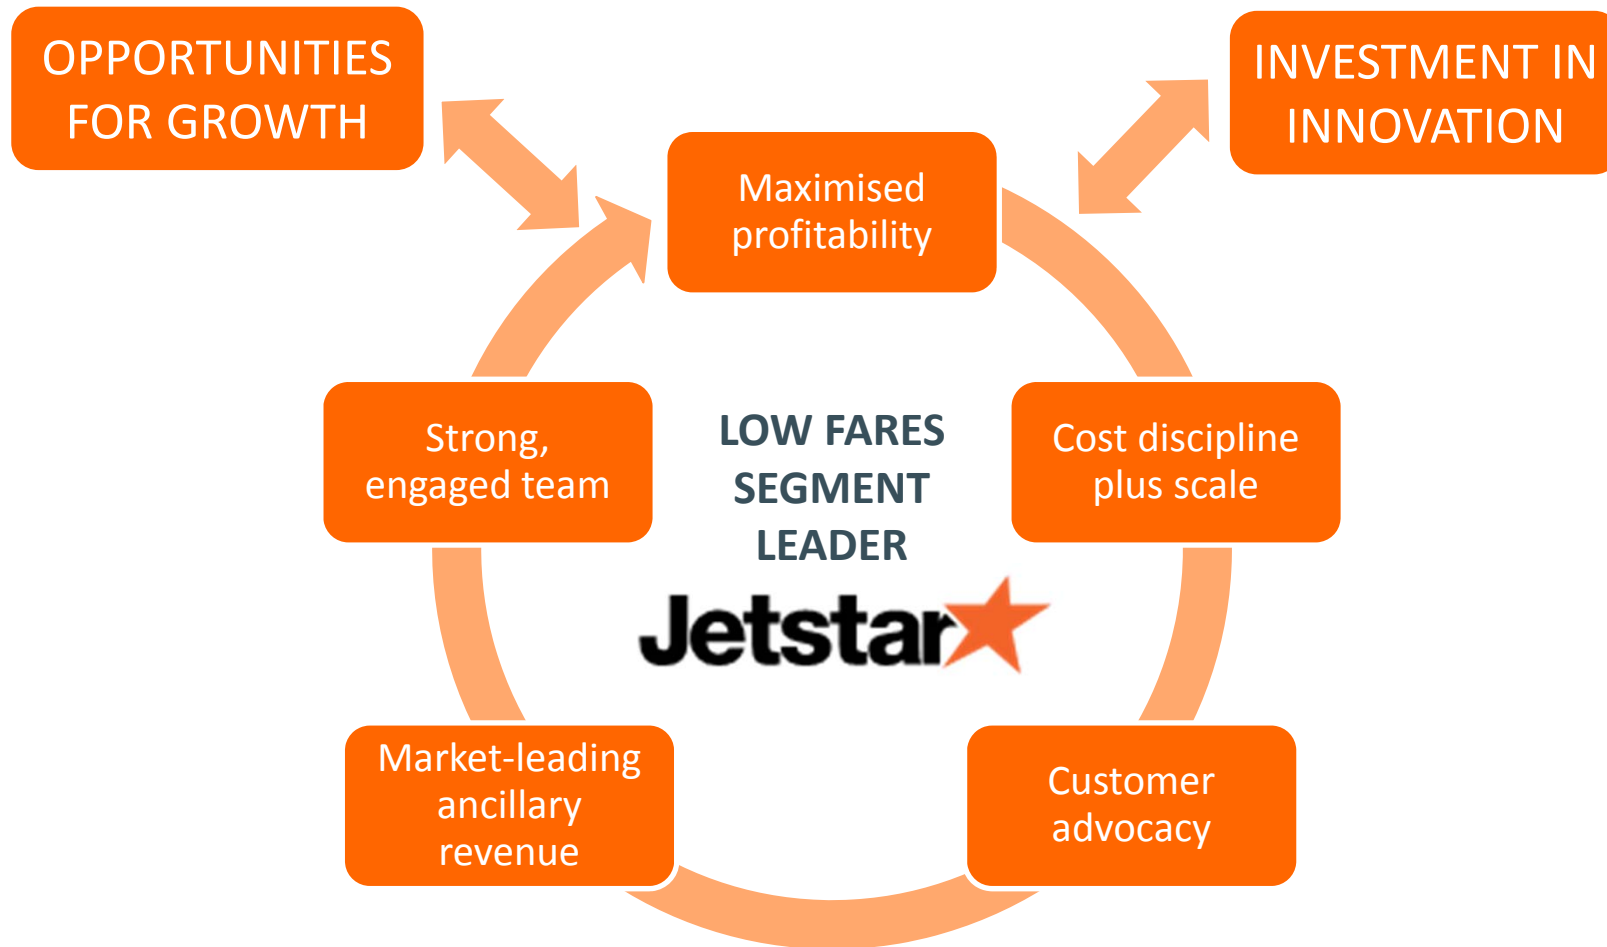 OPPORTUNITIES
FOR GROWTH
INVESTMENT IN
INNOVATION
Maximised
profitability
Strong,
engaged team
LOW FARES
SEGMENT
LEADER
Jetstar
Cost discipline
plus scale
Market-leading
ancillary
revenue
Customer
advocacy